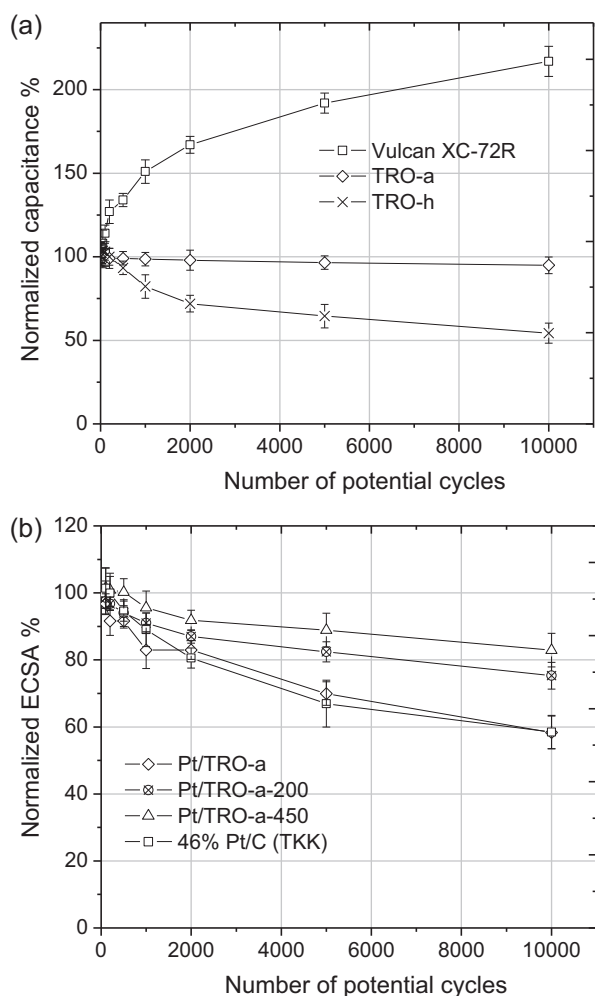 (a)
Normalized capacitance %
200
150
100
50
0
Vulcan XC-72R
TRO-a
TRO-h
0 2000 4000 6000 8000 10000
Number of potential cycles
(b)
Normalized ECSA %
120
100
80
60
40
20
0
Pt/TRO-a
Pt/TRO-a-200
Pt/TRO-a-450
46% Pt/C (TKK)
0 2000 4000 6000 8000 10000
Number of potential cycles